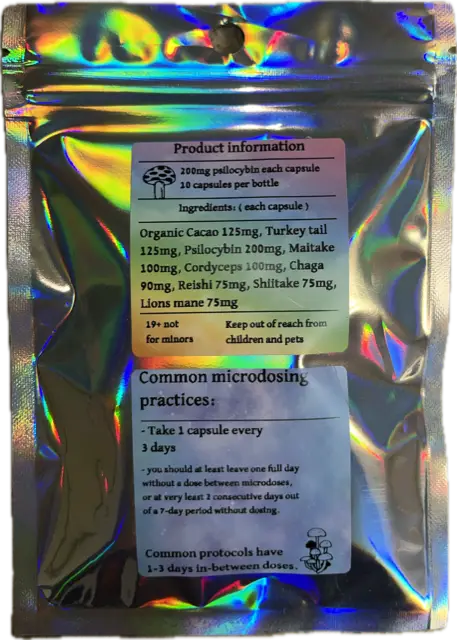 Product information
200mg psilocybin each capsule
10 capsules per bottle
Ingredients: ( each capsule )
Organic Cacao 125mg, Turkey tail
125mg, Psilocybin 200mg, Maitake
100mg, Cordyceps 100mg, Chaga
90mg, Reishi 75mg, Shiitake 75mg,
Lions mane 75mg
19+ not
for minors
Keep out of reach from
children and pets
Common microdosing
practices:
- Take 1 capsule every
3 days
- you should at least leave one full day
without a dose between microdoses,
or at very least 2 consecutive days out
of a 7-day period without dosing.
Common protocols have
1-3 days in-between doses.